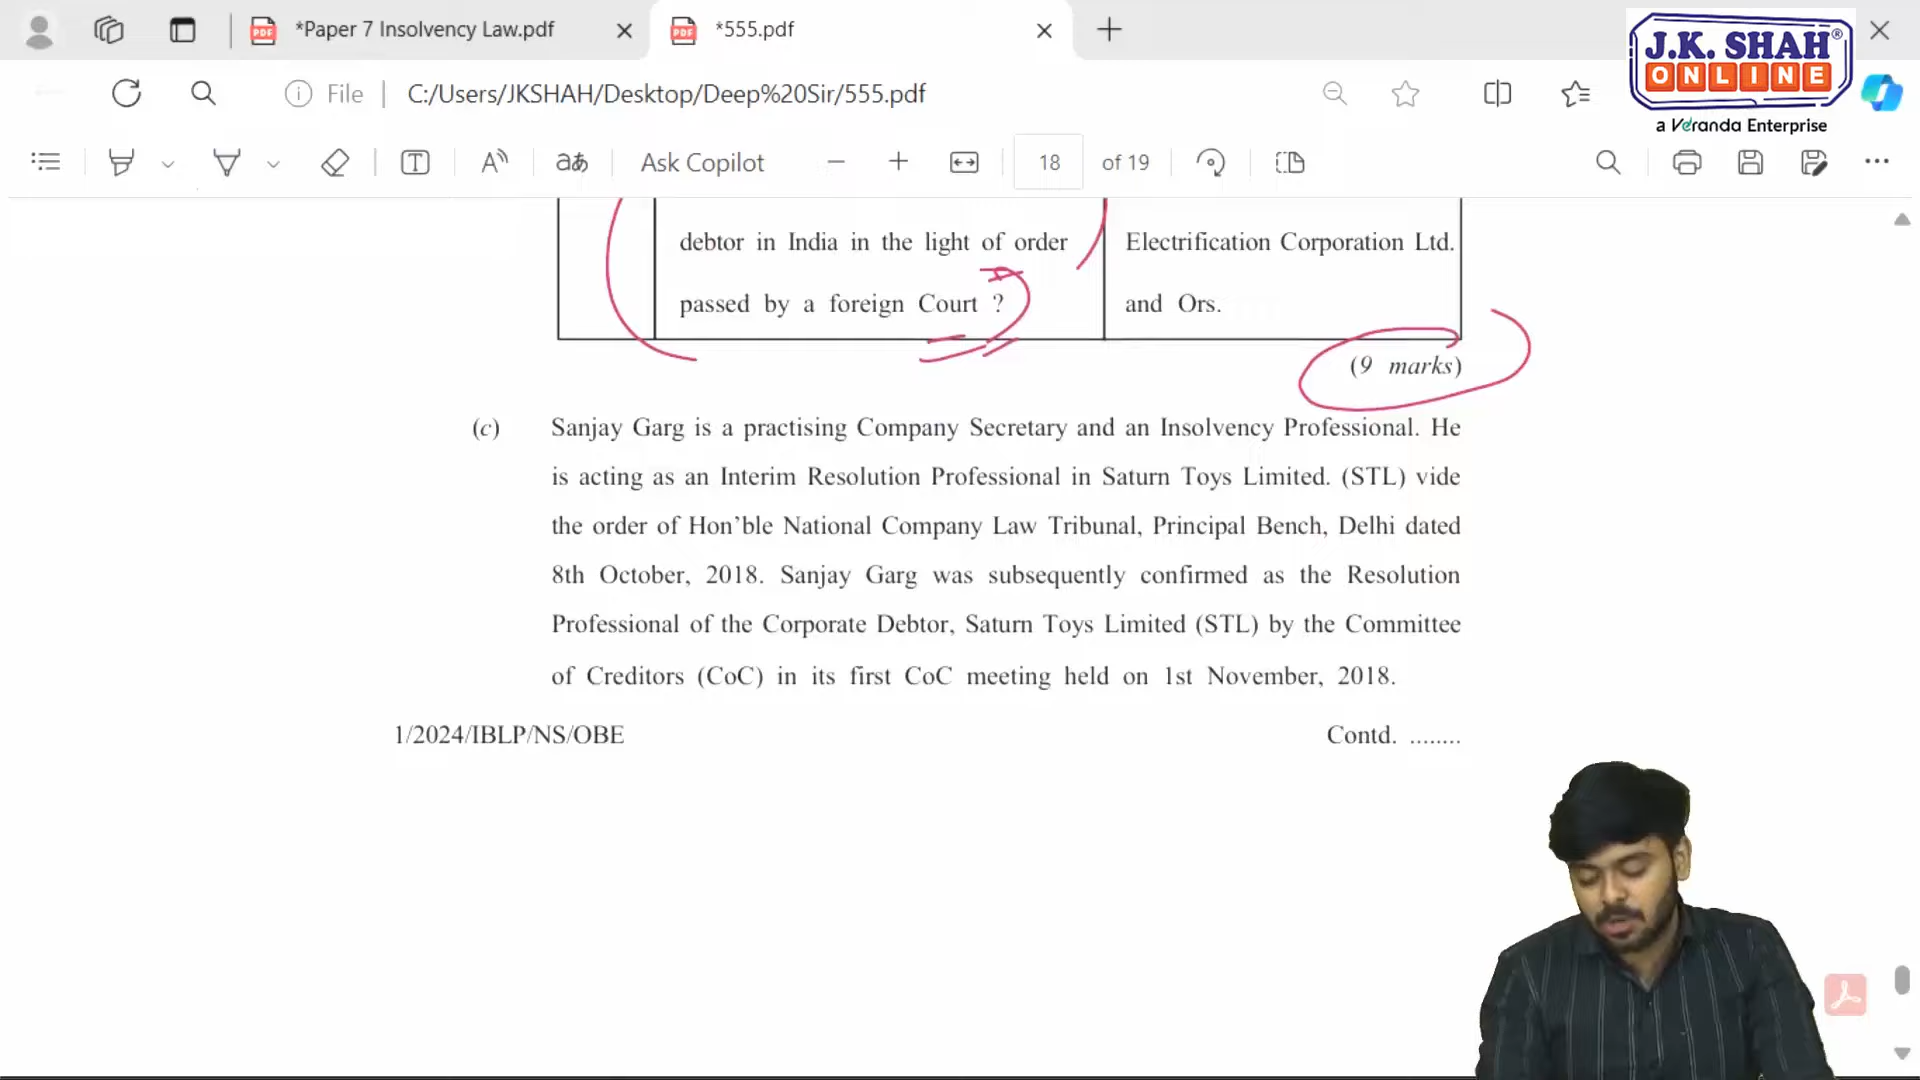 *Paper 7 Insolvency Law.pdf
*555.pdf
J.K. SHAH®
ONLINE
a Veranda Enterprise
File
C:/Users/JKSHAH/Desktop/Deep%20Sir/555.pdf
Ask Copilot
18 of 19
debtor in India in the light of order
passed by a foreign Court ?
Electrification Corporation Ltd.
and Ors.
(9 marks)
(c) Sanjay Garg is a practising Company Secretary and an Insolvency Professional. He
is acting as an Interim Resolution Professional in Saturn Toys Limited. (STL) vide
the order of Hon'ble National Company Law Tribunal, Principal Bench, Delhi dated
8th October, 2018. Sanjay Garg was subsequently confirmed as the Resolution
Professional of the Corporate Debtor, Saturn Toys Limited (STL) by the Committee
of Creditors (CoC) in its first CoC meeting held on 1st November, 2018.
1/2024/IBLP/NS/OBE
Contd. ........